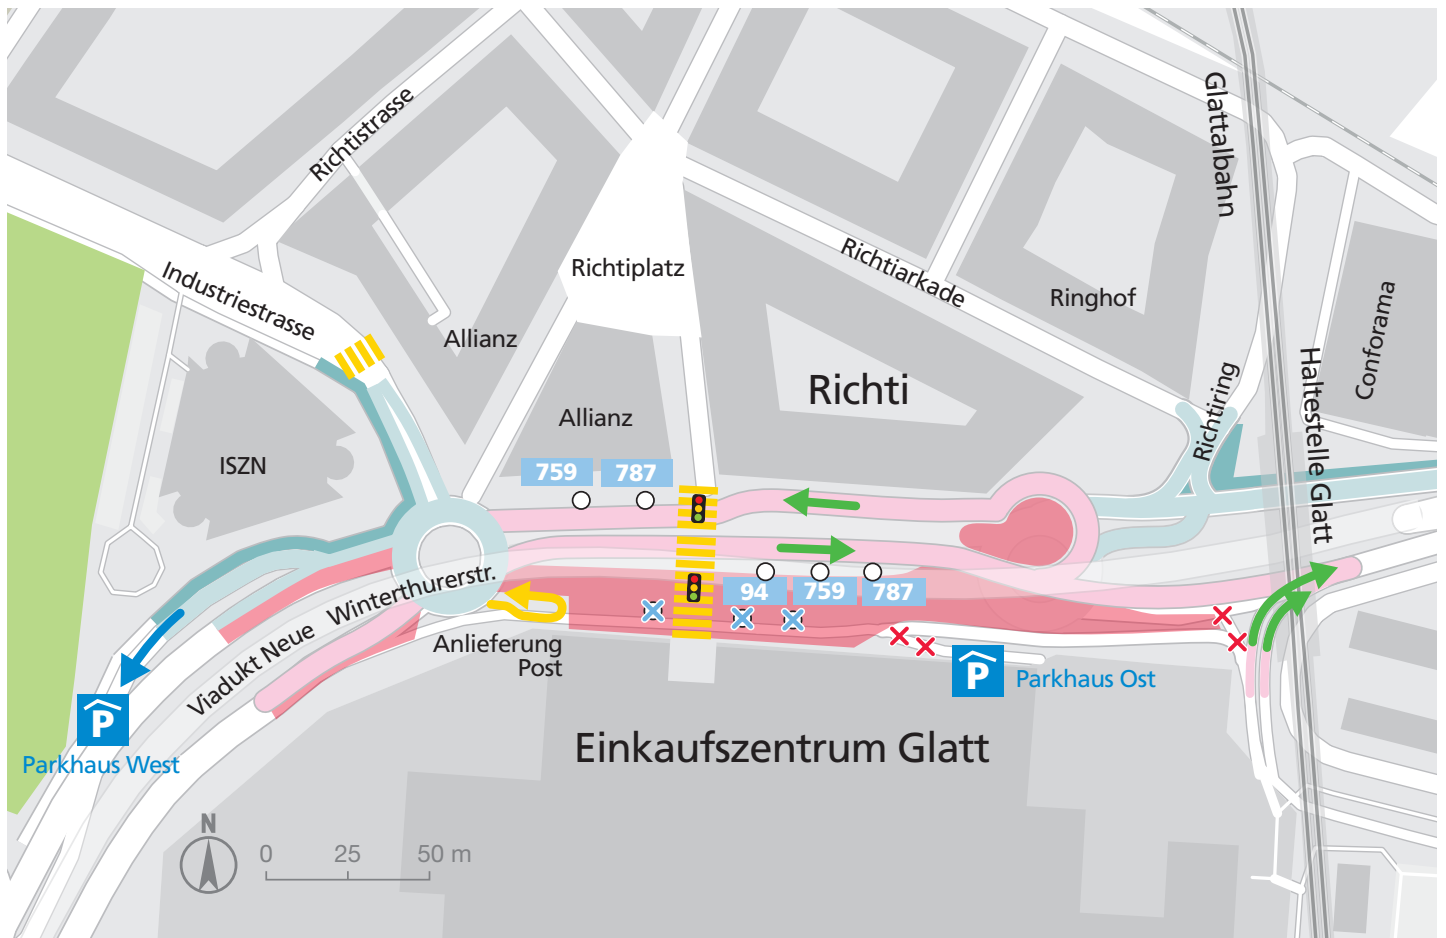 Richtistrasse
Glattalbahn
Industriestrasse
Richtiplatz
Richtiarkade
Ringhof
Conforama
Allianz
Richti
Haltestelle Glatt
Richtiring
Allianz
ISZN
759
787
94
759
787
Viadukt Neue Winterthurerstr.
Anlieferung
Post
P
Parkhaus Ost
P
Parkhaus West
Einkaufszentrum Glatt
N
0 25 50 m